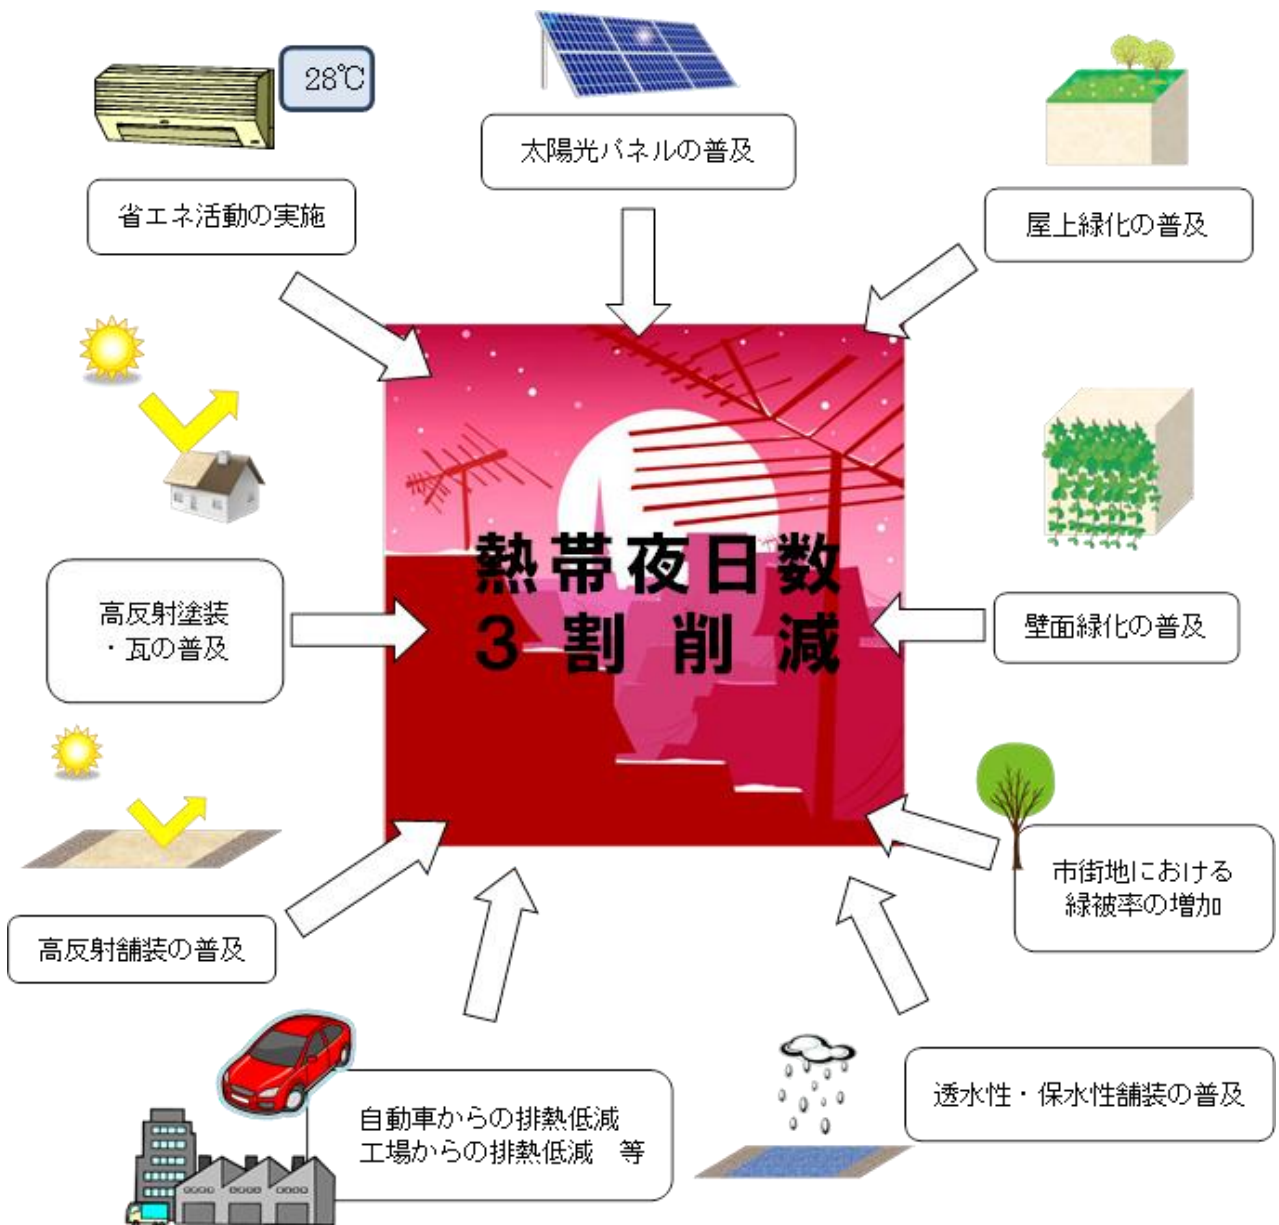 28℃
太陽光パネルの普及
省エネ活動の実施
屋上緑化の普及
熱帯夜日数
3割削減
高反射塗装
・瓦の普及
壁面緑化の普及
市街地における
緑被率の増加
高反射舗装の普及
自動車からの排熱低減
工場からの排熱低減　等
透水性・保水性舗装の普及